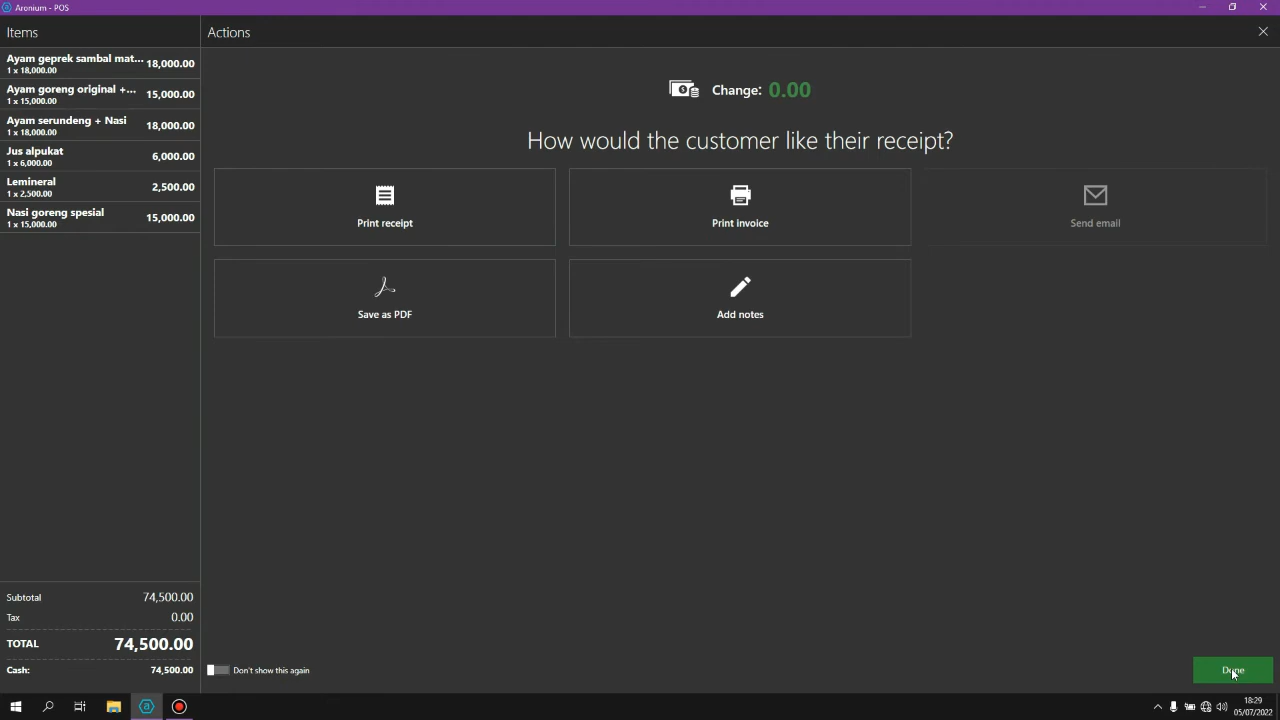 Aronium - POS
Items
Actions
Ayam geprek sambal mat... 18,000.00
1 x 18,000.00
Ayam goreng original +... 15,000.00
1 x 15,000.00
Ayam serundeng + Nasi 18,000.00
1 x 18,000.00
Jus alpukat 6,000.00
1 x 6,000.00
Lemineral 2,500.00
1 x 2,500.00
Nasi goreng spesial 15,000.00
1 x 15,000.00
Change: 0.00
How would the customer like their receipt?
Print receipt
Print invoice
Send email
Save as PDF
Add notes
Subtotal 74,500.00
Tax 0.00
TOTAL 74,500.00
Cash: 74,500.00
Don't show this again
Done
18:29
05/07/2022